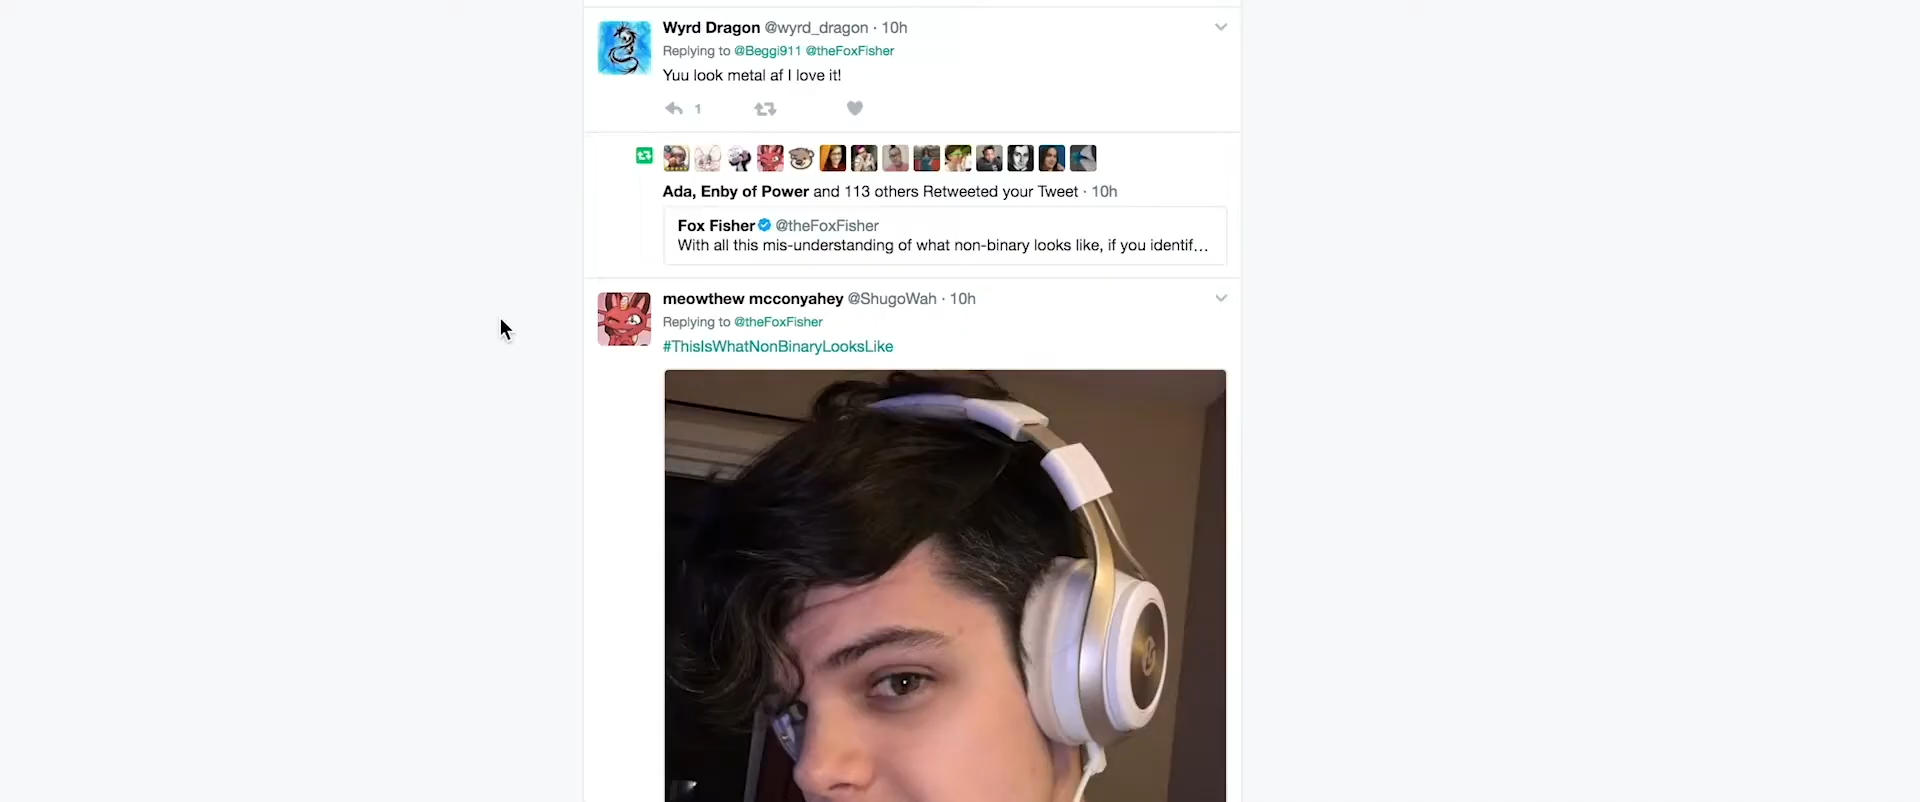 Wyrd Dragon @wyrd_dragon · 10h
Replying to @Beggi911 @theFoxFisher
Yuu look metal af I love it!
1
Ada, Enby of Power and 113 others Retweeted your Tweet · 10h
Fox Fisher @theFoxFisher
With all this mis-understanding of what non-binary looks like, if you identif...
meowthew mcconyahey @ShugoWah · 10h
Replying to @theFoxFisher
#ThisIsWhatNonBinaryLooksLike